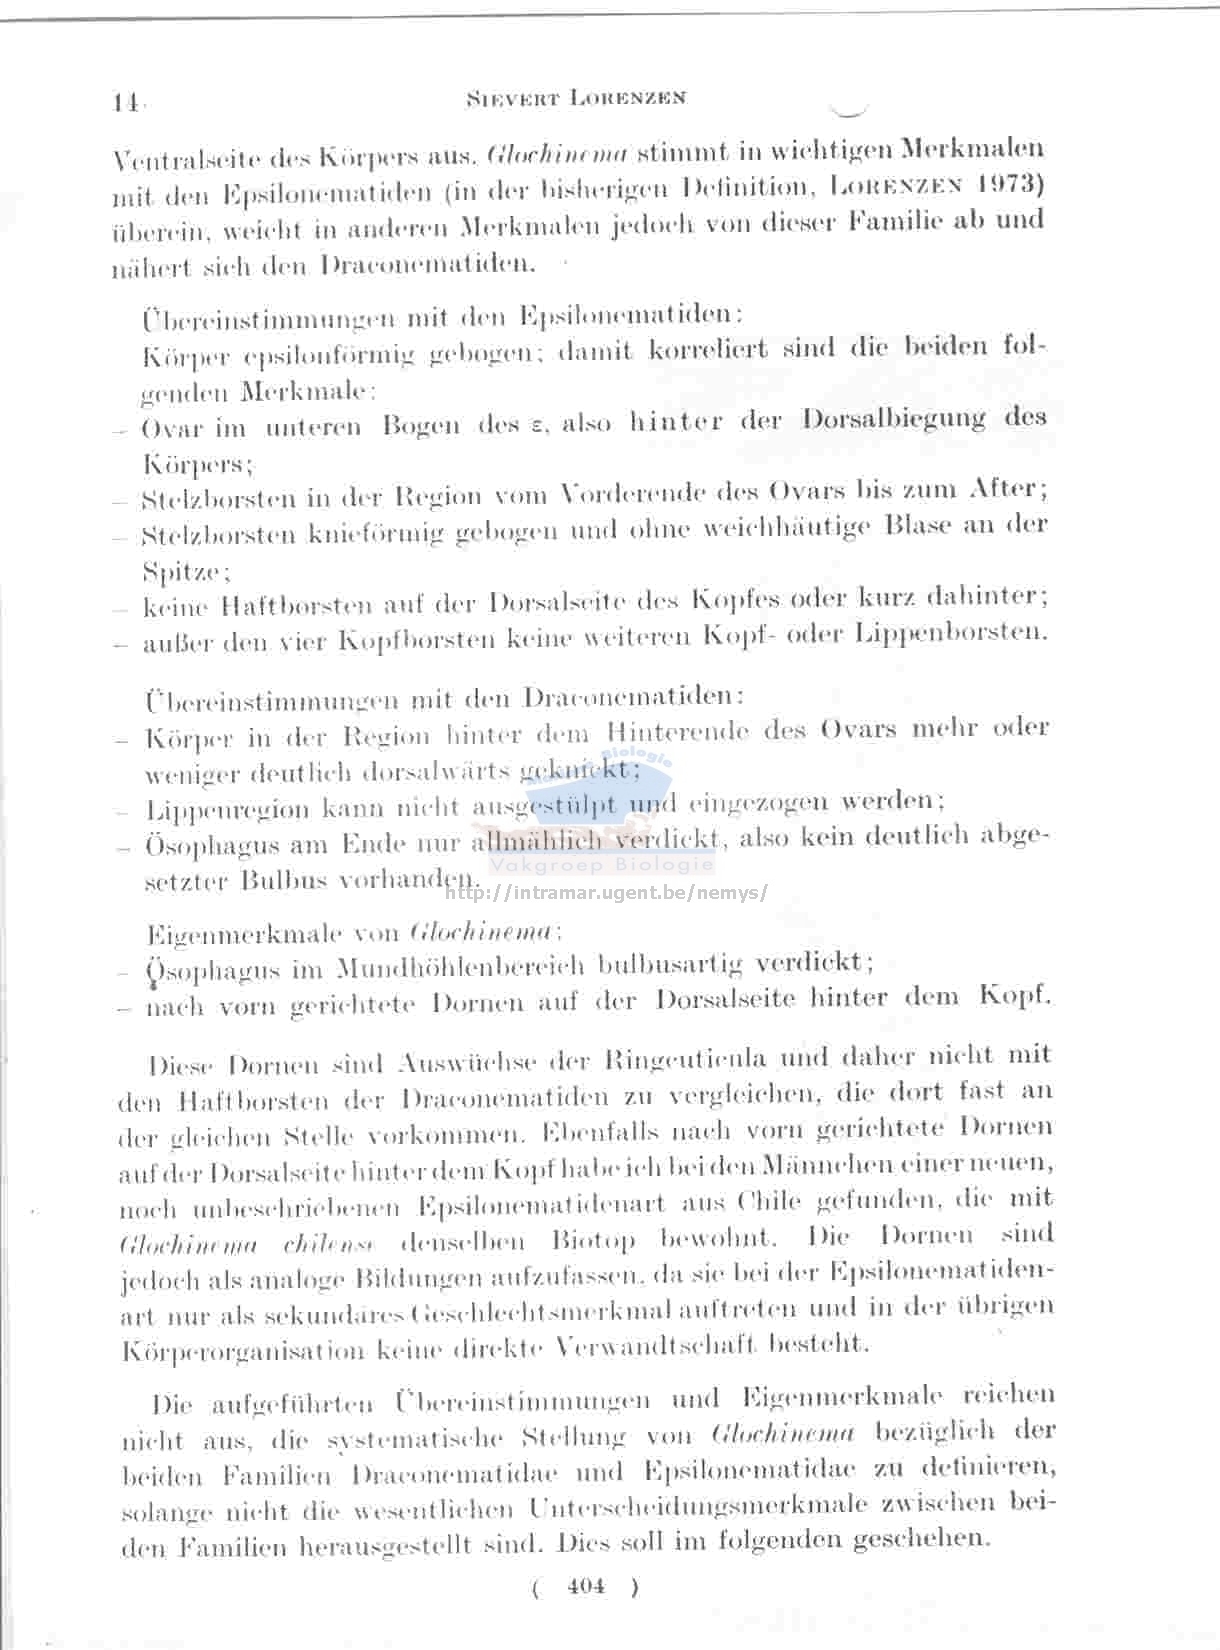 14
SIEVERT LORENZEN
Ventralseite des Körpers aus. Glochinema stimmt in wichtigen Merkmalen
mit den Epsilonematiden (in der bisherigen Definition, LORENZEN 1973)
überein, weicht in anderen Merkmalen jedoch von dieser Familie ab und
nähert sich den Draconematiden.
Übereinstimmungen mit den Epsilonematiden:
Körper epsilonförmig gebogen; damit korreliert sind die beiden fol-
genden Merkmale:
– Ovar im unteren Bogen des ε, also hinter der Dorsalbiegung des
Körpers;
– Stelzborsten in der Region vom Vorderende des Ovars bis zum After;
– Stelzborsten knieförmig gebogen und ohne weichhäutige Blase an der
Spitze;
– keine Haftborsten auf der Dorsalseite des Kopfes oder kurz dahinter;
– außer den vier Kopfborsten keine weiteren Kopf- oder Lippenborsten.
Übereinstimmungen mit den Draconematiden:
– Körper in der Region hinter dem Hinterende des Ovars mehr oder
weniger deutlich dorsalwärts geknickt;
– Lippenregion kann nicht ausgestülpt und eingezogen werden;
– Ösophagus am Ende nur allmählich verdickt, also kein deutlich abge-
Vakgroep Biologie
setzter Bulbus vorhanden.
http://intramar.ugent.be/nemys/
Eigenmerkmale von Glochinema:
– Ösophagus im Mundhöhlenbereich bulbusartig verdickt;
– nach vorn gerichtete Dornen auf der Dorsalseite hinter dem Kopf.
Diese Dornen sind Auswüchse der Ringcuticula und daher nicht mit
den Haftborsten der Draconematiden zu vergleichen, die dort fast an
der gleichen Stelle vorkommen. Ebenfalls nach vorn gerichtete Dornen
auf der Dorsalseite hinter dem Kopf habe ich bei den Männchen einer neuen,
noch unbeschriebenen Epsilonematidenart aus Chile gefunden, die mit
Glochinema chilense denselben Biotop bewohnt. Die Dornen sind
jedoch als analoge Bildungen aufzufassen, da sie bei der Epsilonematiden-
art nur als sekundäres Geschlechtsmerkmal auftreten und in der übrigen
Körperorganisation keine direkte Verwandtschaft besteht.
Die aufgeführten Übereinstimmungen und Eigenmerkmale reichen
nicht aus, die systematische Stellung von Glochinema bezüglich der
beiden Familien Draconematidae und Epsilonematidae zu definieren,
solange nicht die wesentlichen Unterscheidungsmerkmale zwischen bei-
den Familien herausgestellt sind. Dies soll im folgenden geschehen.
( 404 )